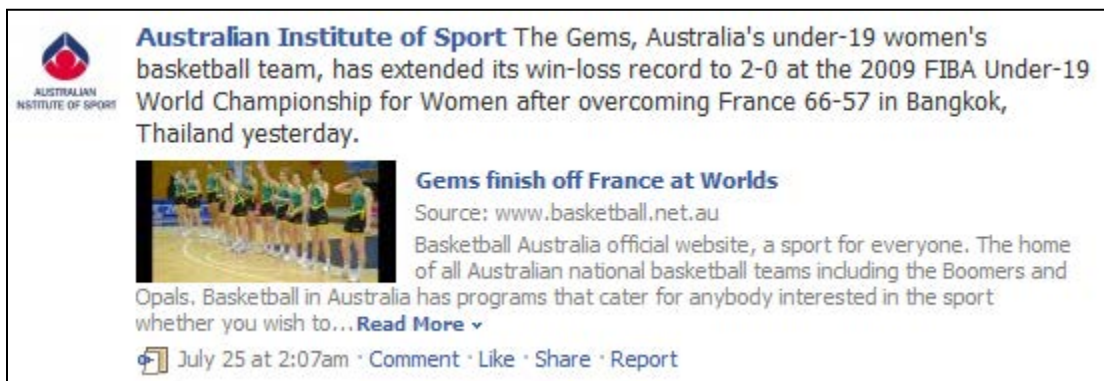 Australian Institute of Sport The Gems, Australia's under-19 women's
basketball team, has extended its win-loss record to 2-0 at the 2009 FIBA Under-19
World Championship for Women after overcoming France 66-57 in Bangkok,
Thailand yesterday.
AUSTRALIAN
INSTITUTE OF SPORT
Gems finish off France at Worlds
Source: www.basketball.net.au
Basketball Australia official website, a sport for everyone. The home
of all Australian national basketball teams including the Boomers and
Opals. Basketball in Australia has programs that cater for anybody interested in the sport
whether you wish to... Read More
July 25 at 2:07am · Comment · Like · Share · Report